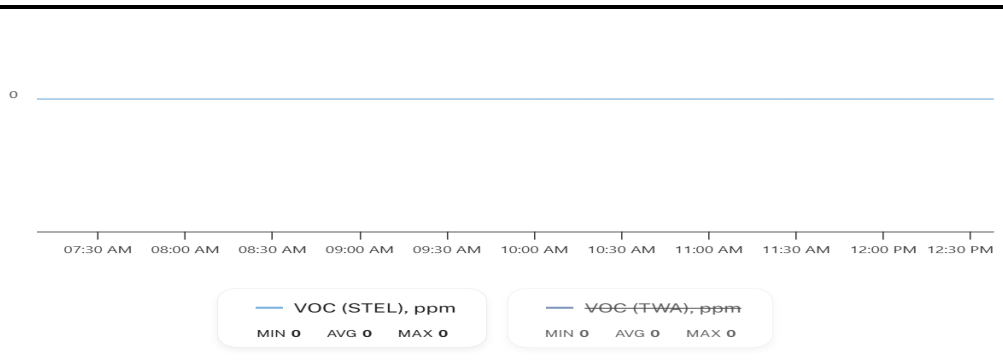 0
07:30 AM 08:00 AM 08:30 AM 09:00 AM 09:30 AM 10:00 AM 10:30 AM 11:00 AM 11:30 AM 12:00 PM 12:30 PM
VOC (STEL), ppm
MIN 0 AVG 0 MAX 0
VOC (TWA), ppm
MIN 0 AVG 0 MAX 0